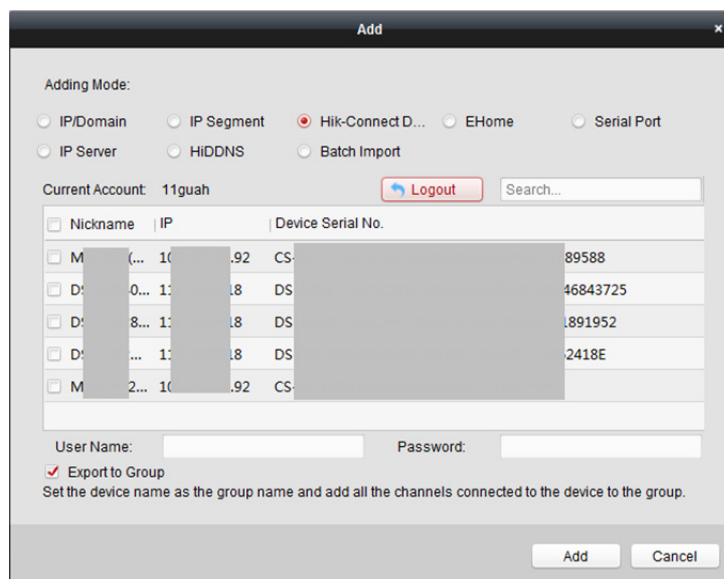 Add
Adding Mode:
IP/Domain IP Segment Hik-Connect D... EHome Serial Port
IP Server HiDDNS Batch Import
Current Account: 11guah Logout Search...
Nickname IP Device Serial No.
M (... 10 .92 CS- 89588
DS 0... 11 18 DS 46843725
DS 8... 11 18 DS 1891952
DS ... 11 18 DS 2418E
M 2... 10 .92 CS-
User Name: Password:
Export to Group
Set the device name as the group name and add all the channels connected to the device to the group.
Add Cancel